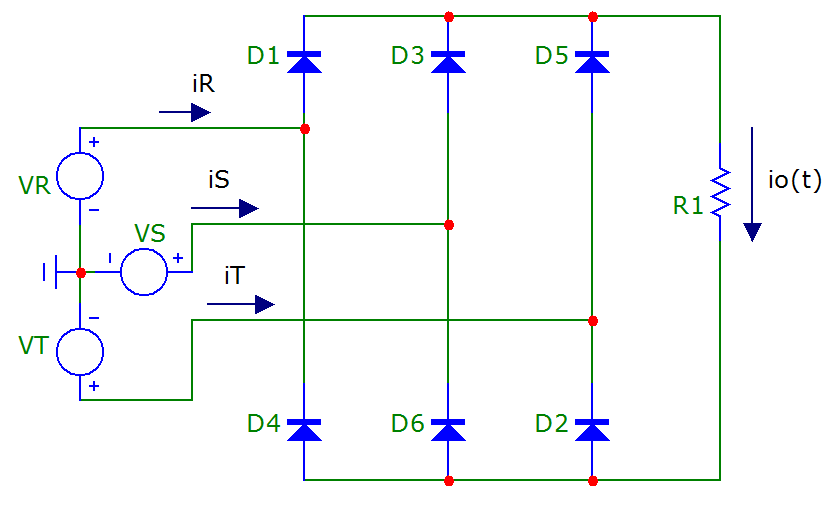 D1
D3
D5
iR
VR
iS
R1
io(t)
VS
iT
VT
D4
D6
D2